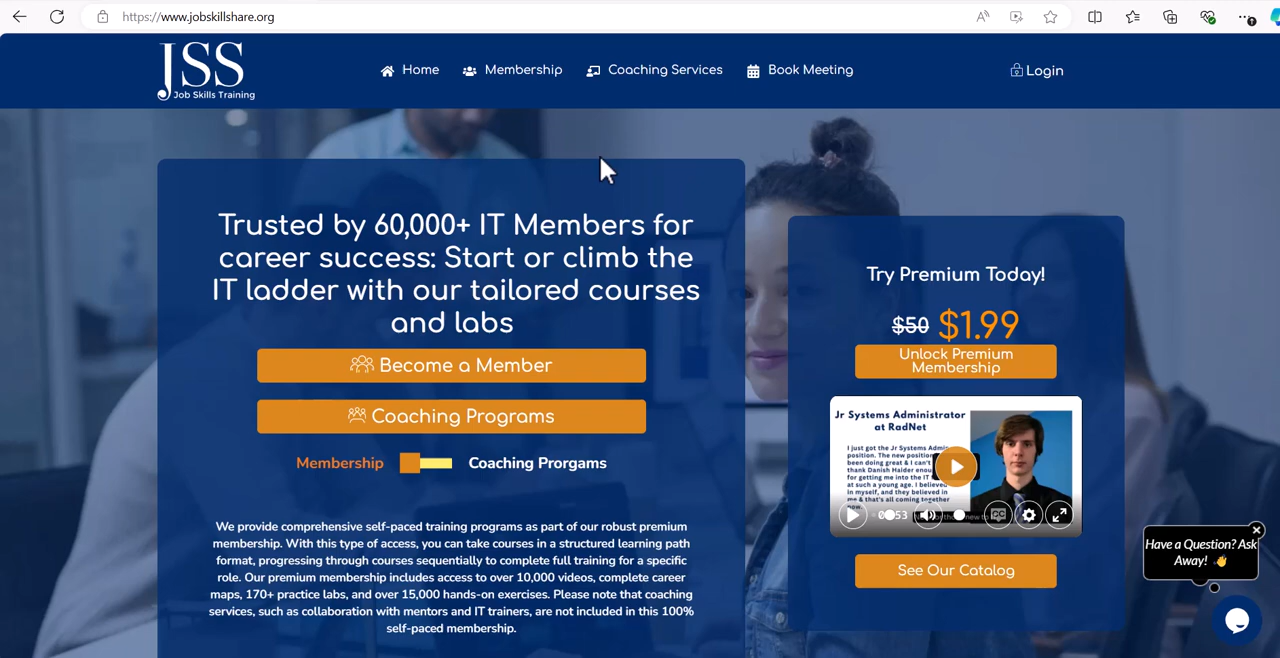 https://www.jobskillshare.org
JSS
Job Skills Training
Home
Membership
Coaching Services
Book Meeting
Login
Trusted by 60,000+ IT Members for
career success: Start or climb the
IT ladder with our tailored courses
and labs
Become a Member
Coaching Programs
Membership
Coaching Prorgams
We provide comprehensive self-paced training programs as part of our robust premium
membership. With this type of access, you can take courses in a structured learning path
format, progressing through courses sequentially to complete full training for a specific
role. Our premium membership includes access to over 10,000 videos, complete career
maps, 170+ practice labs, and over 15,000 hands-on exercises. Please note that coaching
services, such as collaboration with mentors and IT trainers, are not included in this 100%
self-paced membership.
Try Premium Today!
$50 $1.99
Unlock Premium
Membership
Jr Systems Administrator
at RadNet
I just got the Jr Systems
position. The new
been doing great & I can't
thank Danish Haider
for getting me into the IT
at such a young age. I believed
in myself, and they believed in
me & that's all coming together
See Our Catalog
Have a Question? Ask
Away! 👋